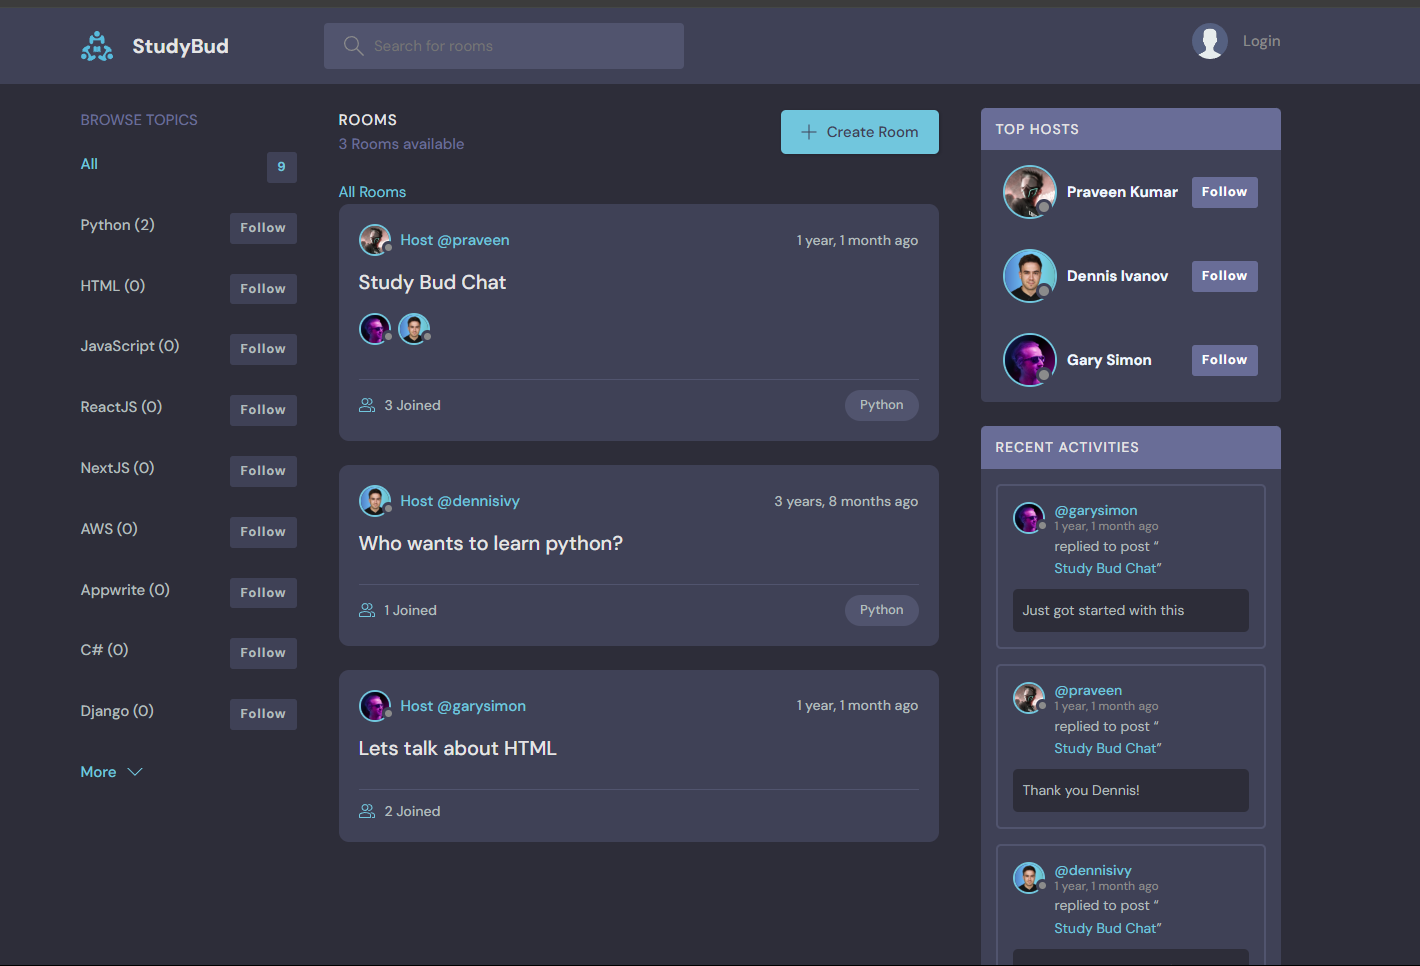 StudyBud
Search for rooms
Login
BROWSE TOPICS
All
9
Python (2)
Follow
HTML (0)
Follow
JavaScript (0)
Follow
ReactJS (0)
Follow
NextJS (0)
Follow
AWS (0)
Follow
Appwrite (0)
Follow
C# (0)
Follow
Django (0)
Follow
More
ROOMS
3 Rooms available
Create Room
All Rooms
Host @praveen
1 year, 1 month ago
Study Bud Chat
3 Joined
Python
Host @dennisivy
3 years, 8 months ago
Who wants to learn python?
1 Joined
Python
Host @garysimon
1 year, 1 month ago
Lets talk about HTML
2 Joined
TOP HOSTS
Praveen Kumar
Follow
Dennis Ivanov
Follow
Gary Simon
Follow
RECENT ACTIVITIES
@garysimon
1 year, 1 month ago
replied to post “
Study Bud Chat”
Just got started with this
@praveen
1 year, 1 month ago
replied to post “
Study Bud Chat”
Thank you Dennis!
@dennisivy
1 year, 1 month ago
replied to post “
Study Bud Chat”